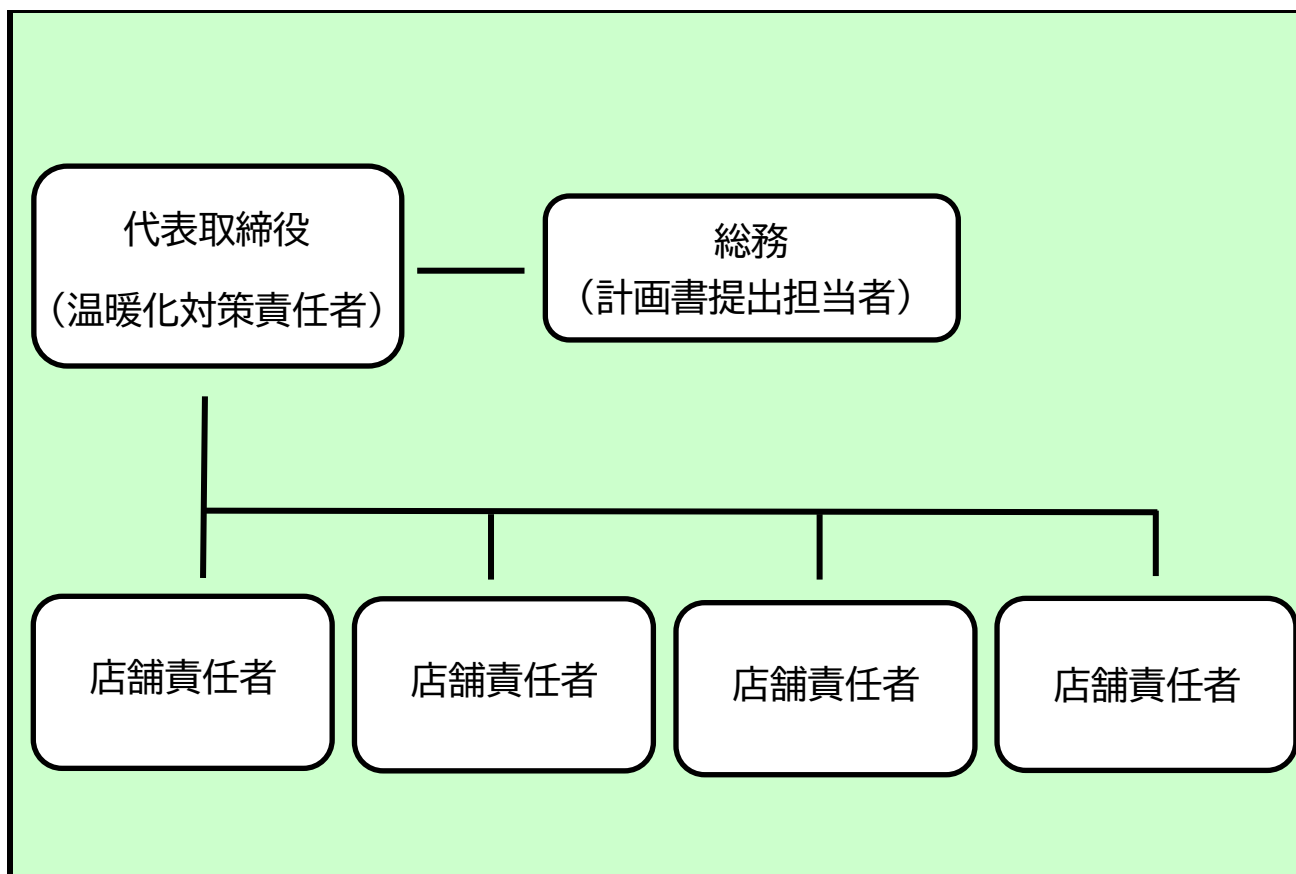 代表取締役
（温暖化対策責任者）
総務
（計画書提出担当者）
店舗責任者
店舗責任者
店舗責任者
店舗責任者